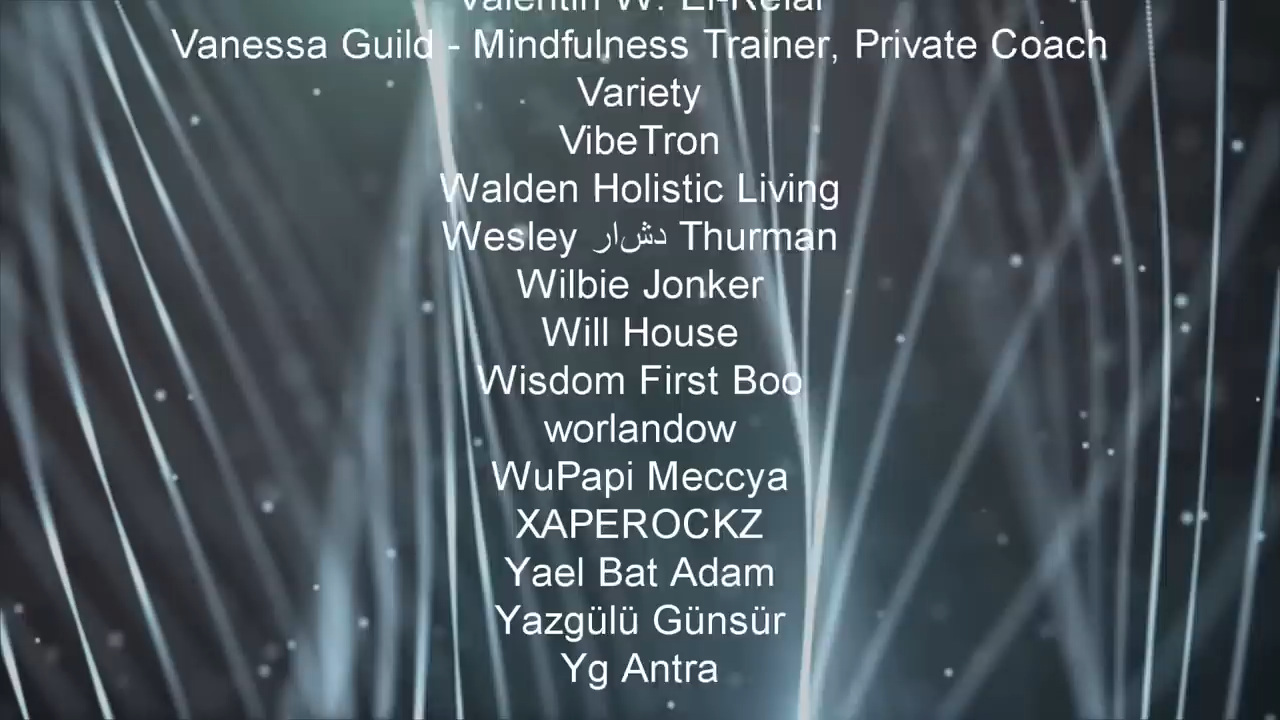 Valentin W. El-Refai
Vanessa Guild - Mindfulness Trainer, Private Coach
Variety
VibeTron
Walden Holistic Living
Wesley دشار Thurman
Wilbie Jonker
Will House
Wisdom First Boo
worlandow
WuPapi Meccya
XAPEROCKZ
Yael Bat Adam
Yazgülü Günsür
Yg Antra